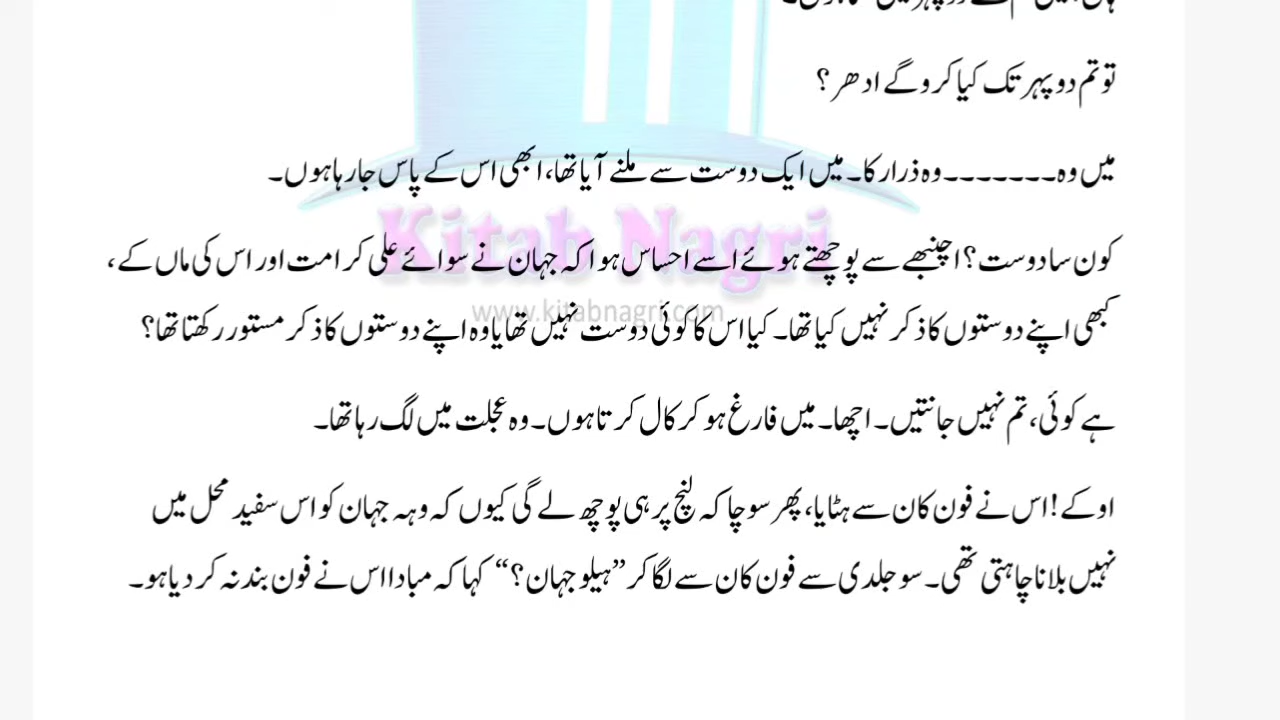 تو تم دوپہر تک کیا کرو گے ادھر؟
میں وہ۔۔۔۔۔۔۔ وہ ذرا رکا۔ میں ایک دوست سے ملنے آیا تھا، ابھی اس کے پاس جا رہا ہوں۔
Kitab Nagri
کون سا دوست؟ اچنبھے سے پوچھتے ہوئے اسے احساس ہوا کہ جہان نے سوائے علی کرامت اور اس کی ماں کے،
www.kitabnagri.com
کبھی اپنے دوستوں کا ذکر نہیں کیا تھا۔ کیا اس کا کوئی دوست نہیں تھا یا وہ اپنے دوستوں کا ذکر مستور رکھتا تھا؟
ہے کوئی، تم نہیں جانتیں۔ اچھا۔ میں فارغ ہو کر کال کرتا ہوں۔ وہ عجلت میں لگ رہا تھا۔
اوکے! اس نے فون کان سے ہٹایا، پھر سوچا کہ لنچ پر ہی پوچھ لے گی کیوں کہ وہہ جہان کو اس سفید محل میں
نہیں بلانا چاہتی تھی۔ سو جلدی سے فون کان سے لگا کر ”ہیلو جہان؟“ کہا کہ مبادا اس نے فون بند نہ کر دیا ہو۔